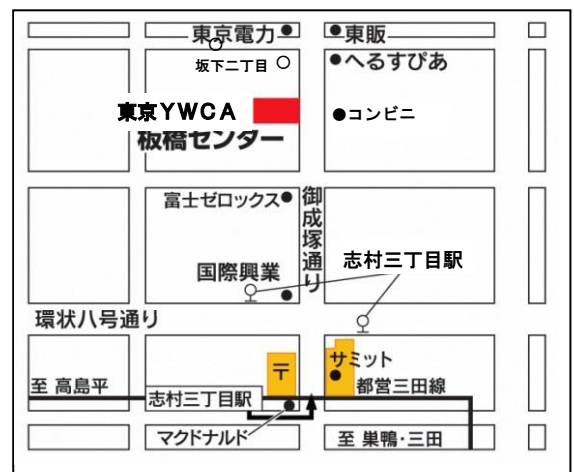 東京電力
東販
坂下二丁目
へるすぴあ
東京YWCA
板橋センター
コンビニ
富士ゼロックス
御成塚通り
国際興業
志村三丁目駅
環状八号通り
〒
サミット
至 高島平
都営三田線
志村三丁目駅
マクドナルド
至 巣鴨・三田